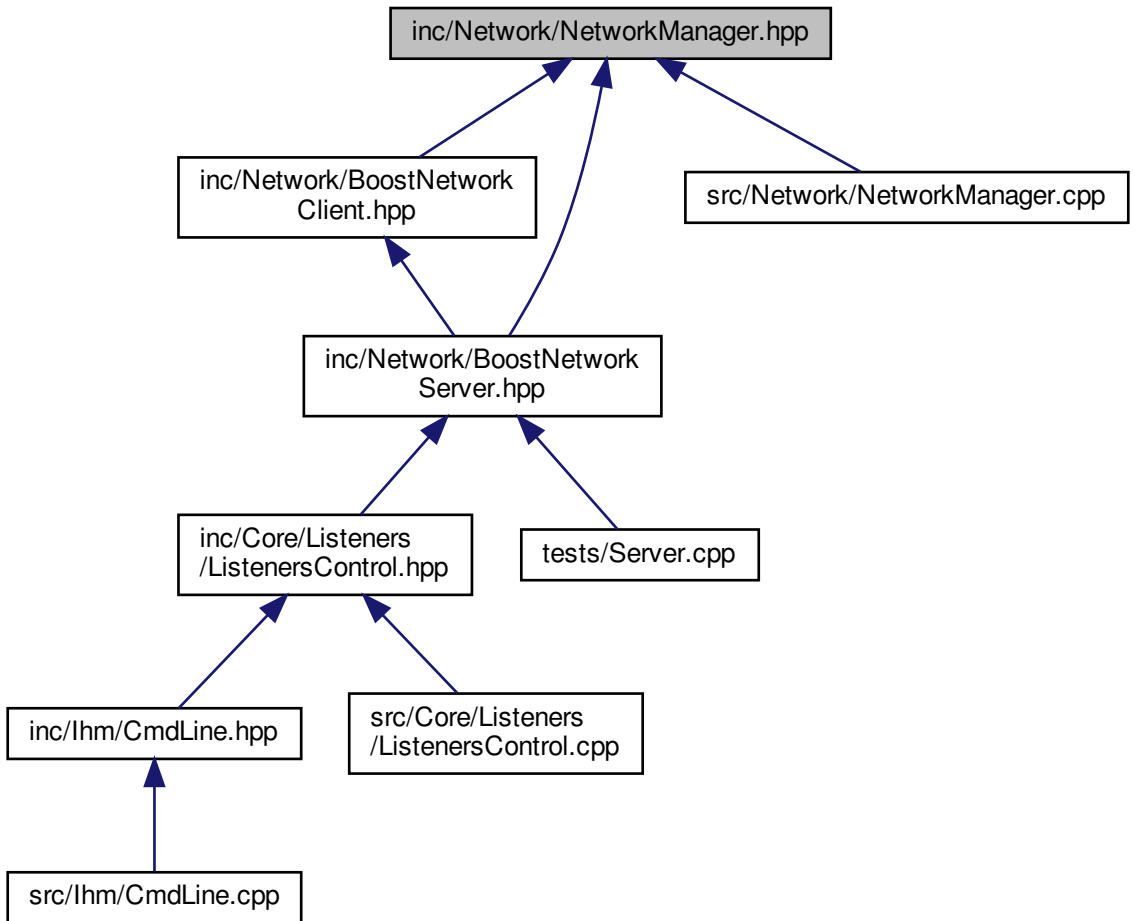 inc/Network/NetworkManager.hpp
inc/Network/BoostNetwork
Client.hpp
src/Network/NetworkManager.cpp
inc/Network/BoostNetwork
Server.hpp
inc/Core/Listeners
/ListenersControl.hpp
tests/Server.cpp
inc/Ihm/CmdLine.hpp
src/Core/Listeners
/ListenersControl.cpp
src/Ihm/CmdLine.cpp